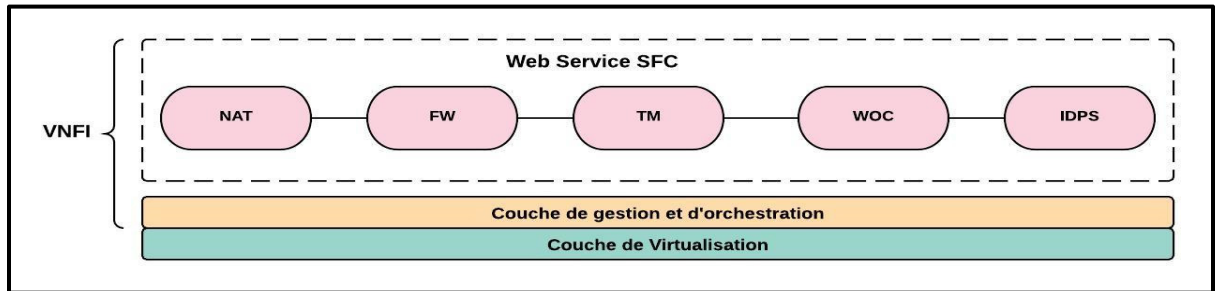 Web Service SFC
VNFI
NAT
FW
TM
WOC
IDPS
Couche de gestion et d'orchestration
Couche de Virtualisation